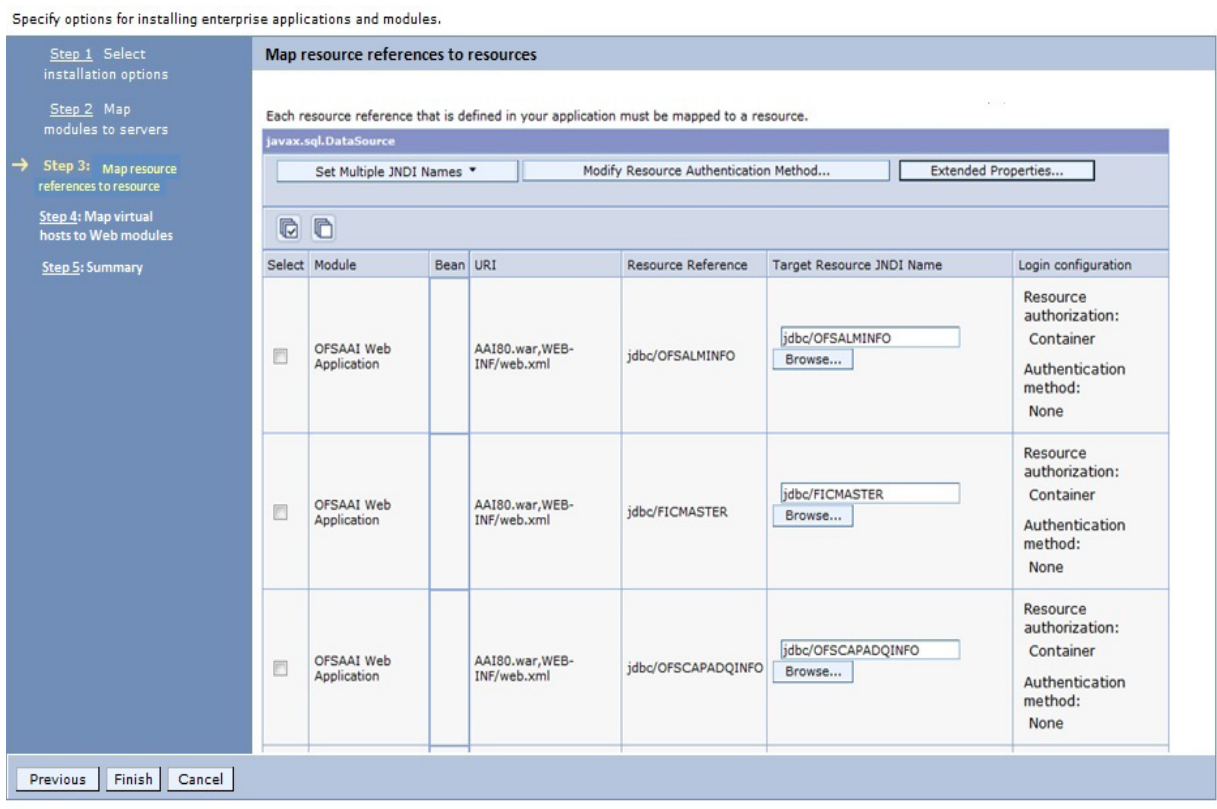 Specify options for installing enterprise applications and modules.
Step 1 Select
installation options
Step 2 Map
modules to servers
Step 3: Map resource
references to resource
Step 4: Map virtual
hosts to Web modules
Step 5: Summary
Map resource references to resources
Each resource reference that is defined in your application must be mapped to a resource.
javax.sql.DataSource
Set Multiple JNDI Names
Modify Resource Authentication Method...
Extended Properties...
Select Module Bean URI Resource Reference Target Resource JNDI Name Login configuration
OFSAAI Web
Application
AAI80.war,WEB-
INF/web.xml
jdbc/OFSALMINFO
jdbc/OFSALMINFO
Browse...
Resource
authorization:
Container
Authentication
method:
None
OFSAAI Web
Application
AAI80.war,WEB-
INF/web.xml
jdbc/FICMASTER
jdbc/FICMASTER
Browse...
Resource
authorization:
Container
Authentication
method:
None
OFSAAI Web
Application
AAI80.war,WEB-
INF/web.xml
jdbc/OFSCAPADQINFO
jdbc/OFSCAPADQINFO
Browse...
Resource
authorization:
Container
Authentication
method:
None
Previous Finish Cancel